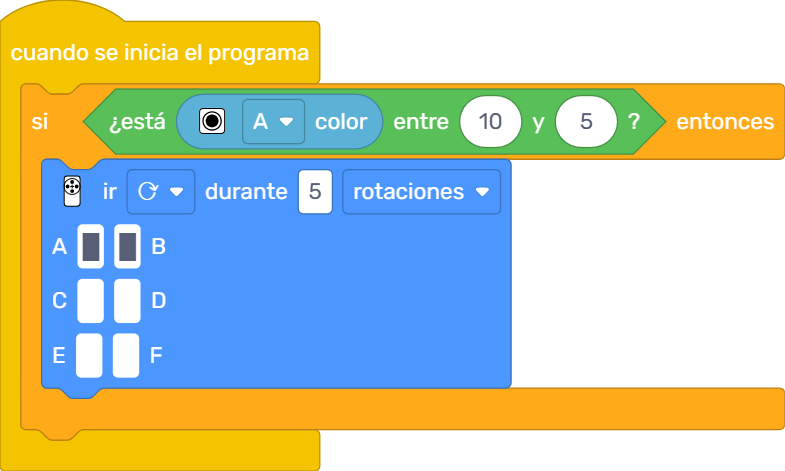 cuando se inicia el programa
si ¿está A color entre 10 y 5 ? entonces
ir durante 5 rotaciones
A B
C D
E F